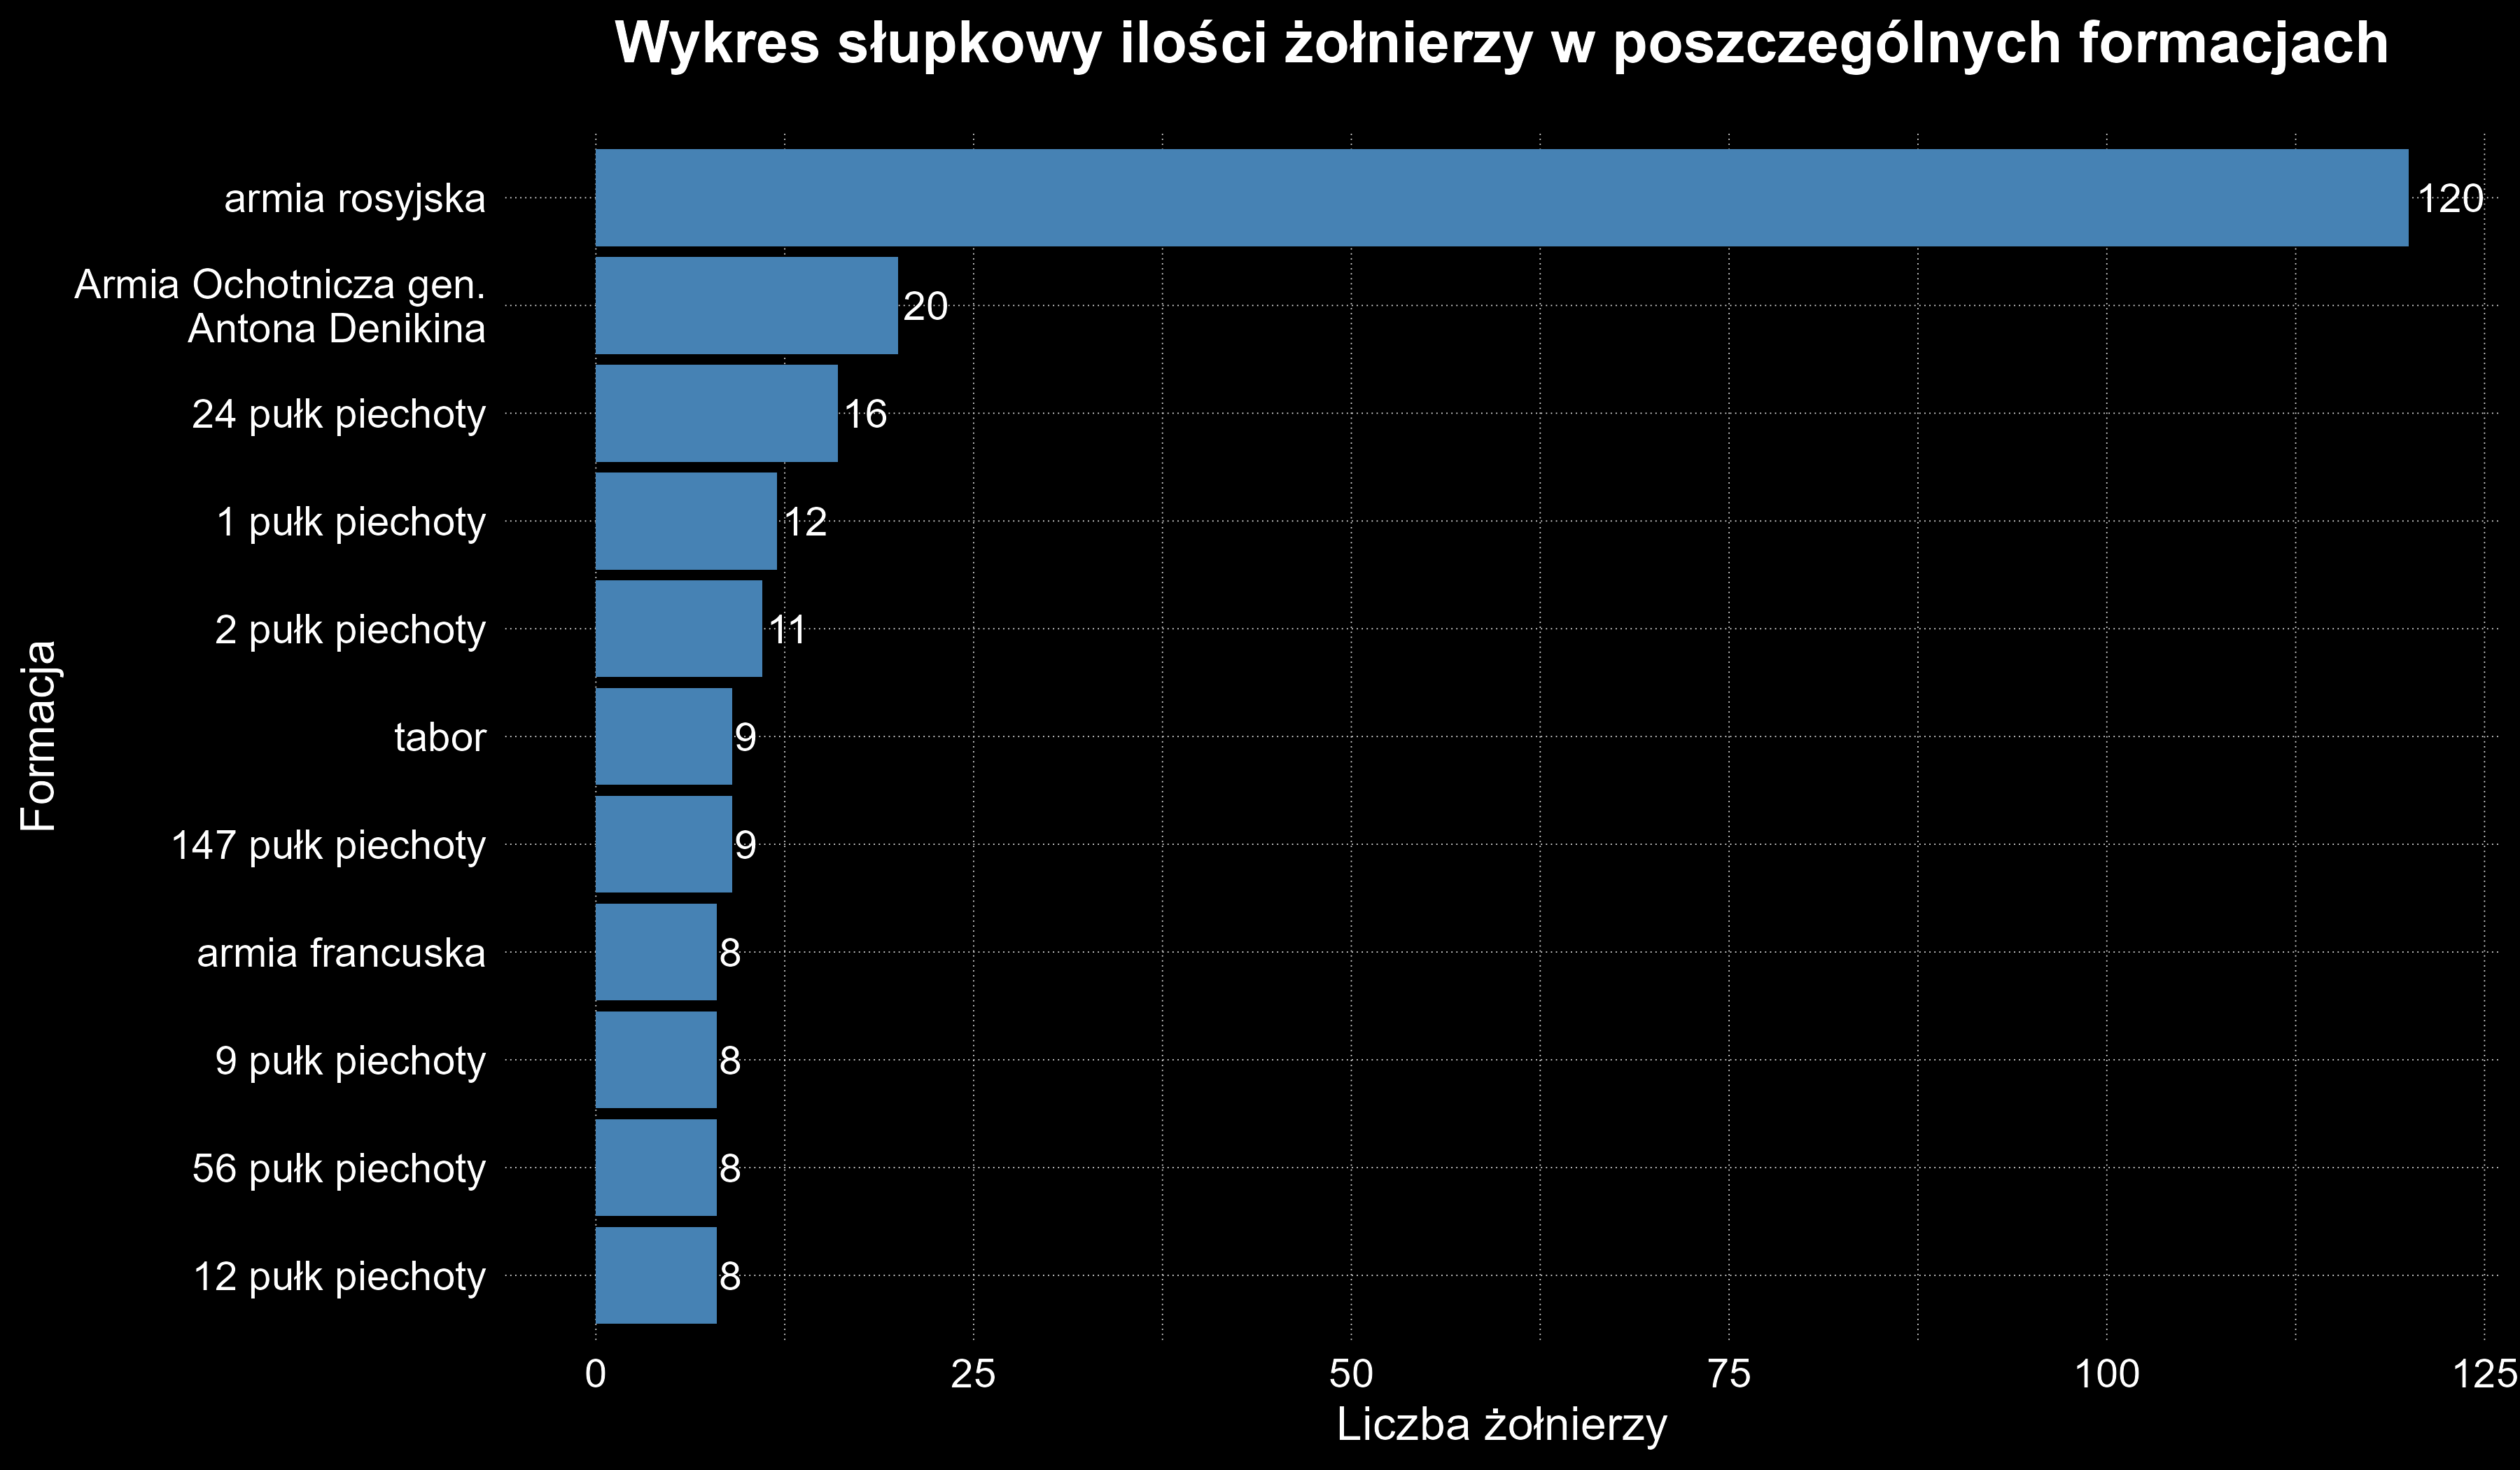 Wykres słupkowy ilości żołnierzy w poszczególnych formacjach
Formacja
armia rosyjska
120
Armia Ochotnicza gen.
Antona Denikina
20
24 pułk piechoty
16
1 pułk piechoty
12
2 pułk piechoty
11
tabor
9
147 pułk piechoty
9
armia francuska
8
9 pułk piechoty
8
56 pułk piechoty
8
12 pułk piechoty
8
0 25 50 75 100 125
Liczba żołnierzy